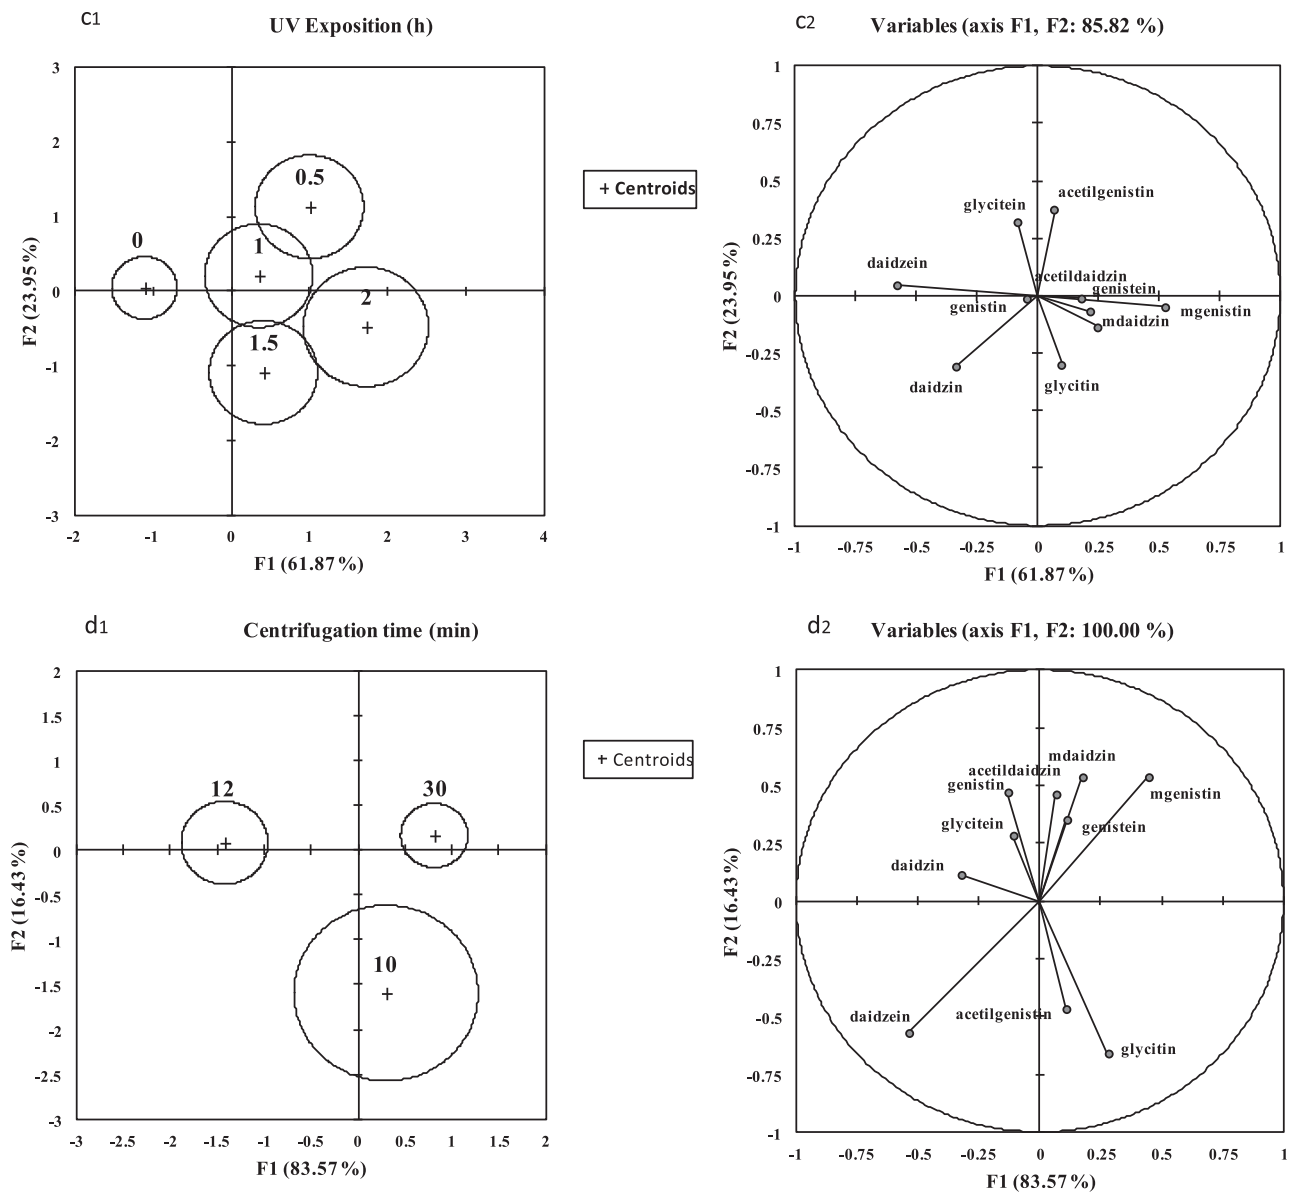 c1
UV Exposition (h)
3
2
1
0
-1
-2
-3
-2
-1
0
1
2
3
4
F1 (61.87%)
F2 (23.95%)
0
0.5
1
2
1.5
+ Centroids
c2
Variables (axis F1, F2: 85.82 %)
1
0.75
0.5
0.25
0
-0.25
-0.5
-0.75
-1
-1
-0.75
-0.5
-0.25
0
0.25
0.5
0.75
1
F1 (61.87%)
F2 (23.95%)
acetilgenistin
glycitein
daidzein
acetildaidzin
genistein
genistin
mgenistin
mdaidzin
daidzin
glycitin
d1
Centrifugation time (min)
2
1.5
1
0.5
0
-0.5
-1
-1.5
-2
-2.5
-3
-3
-2.5
-2
-1.5
-1
-0.5
0
0.5
1
1.5
2
F1 (83.57%)
F2 (16.43%)
12
30
10
+ Centroids
d2
Variables (axis F1, F2: 100.00 %)
1
0.75
0.5
0.25
0
-0.25
-0.5
-0.75
-1
-1
-0.75
-0.5
-0.25
0
0.25
0.5
0.75
1
F1 (83.57%)
F2 (16.43%)
mdaidzin
acetildaidzin
genistin
mgenistin
glycitein
genistein
daidzin
daidzein
acetilgenistin
glycitin